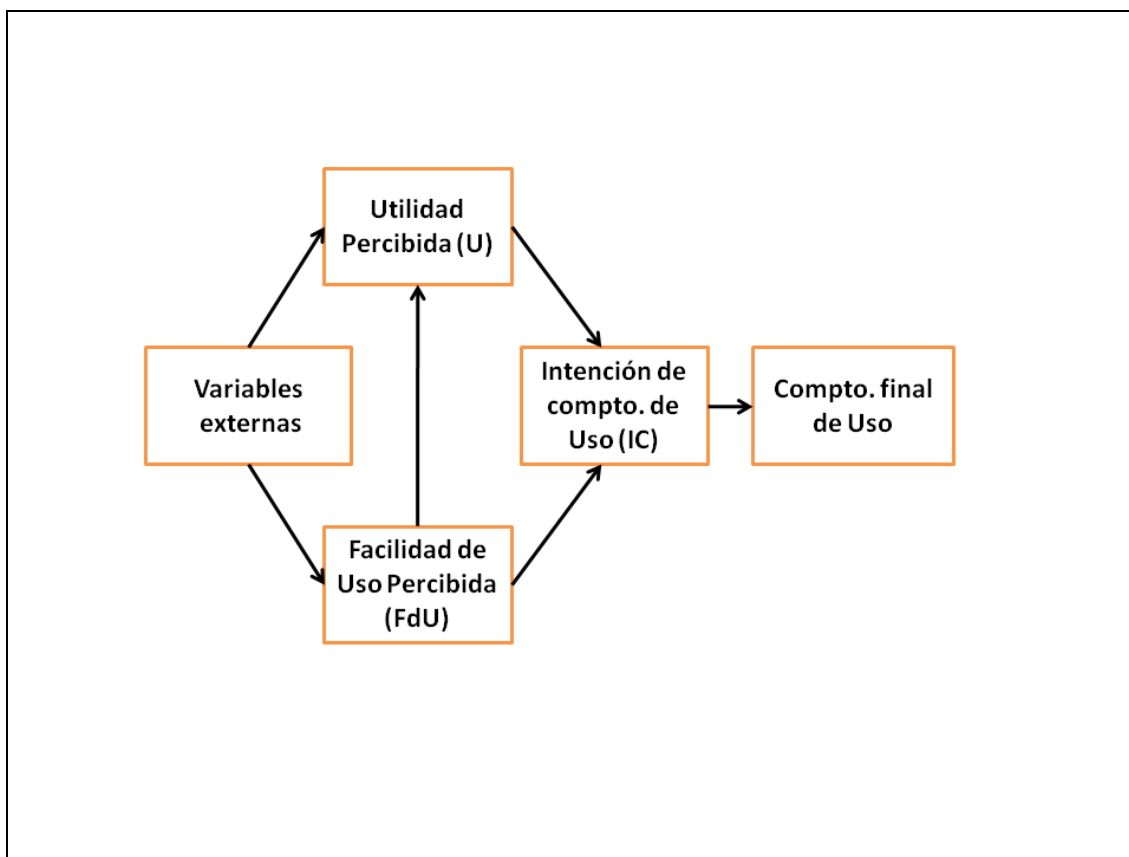 Utilidad
Percibida (U)
Variables
externas
Intención de
compto. de
Uso (IC)
Compto. final
de Uso
Facilidad de
Uso Percibida
(FdU)